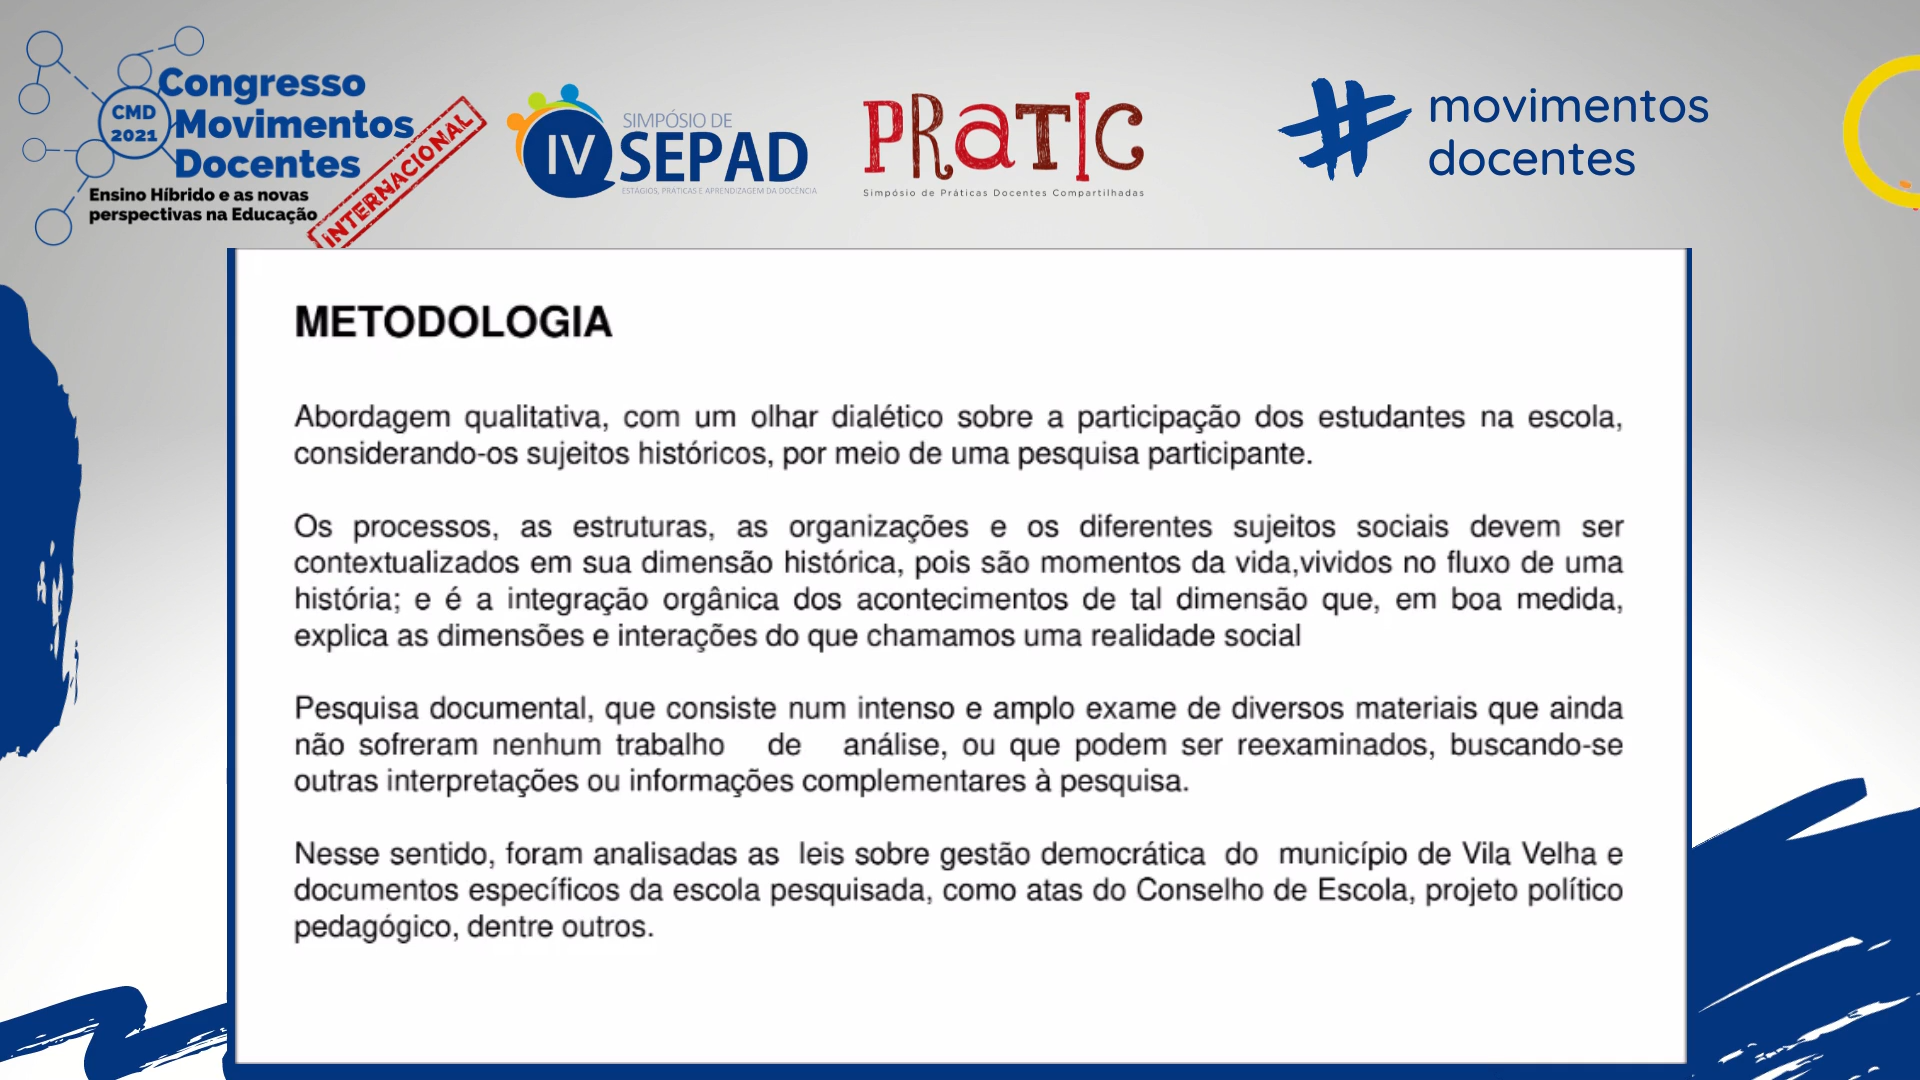 Congresso
CMD
2021
Movimentos
Docentes
Ensino Híbrido e as novas
perspectivas na Educação
INTERNACIONAL
SIMPÓSIO DE
IV SEPAD
ESTÁGIOS, PRÁTICAS E APRENDIZAGEM DA DOCÊNCIA
PRATIC
Simpósio de Práticas Docentes Compartilhadas
# movimentos
docentes
METODOLOGIA
Abordagem qualitativa, com um olhar dialético sobre a participação dos estudantes na escola,
considerando-os sujeitos históricos, por meio de uma pesquisa participante.
Os processos, as estruturas, as organizações e os diferentes sujeitos sociais devem ser
contextualizados em sua dimensão histórica, pois são momentos da vida,vividos no fluxo de uma
história; e é a integração orgânica dos acontecimentos de tal dimensão que, em boa medida,
explica as dimensões e interações do que chamamos uma realidade social
Pesquisa documental, que consiste num intenso e amplo exame de diversos materiais que ainda
não sofreram nenhum trabalho de análise, ou que podem ser reexaminados, buscando-se
outras interpretações ou informações complementares à pesquisa.
Nesse sentido, foram analisadas as leis sobre gestão democrática do município de Vila Velha e
documentos específicos da escola pesquisada, como atas do Conselho de Escola, projeto político
pedagógico, dentre outros.